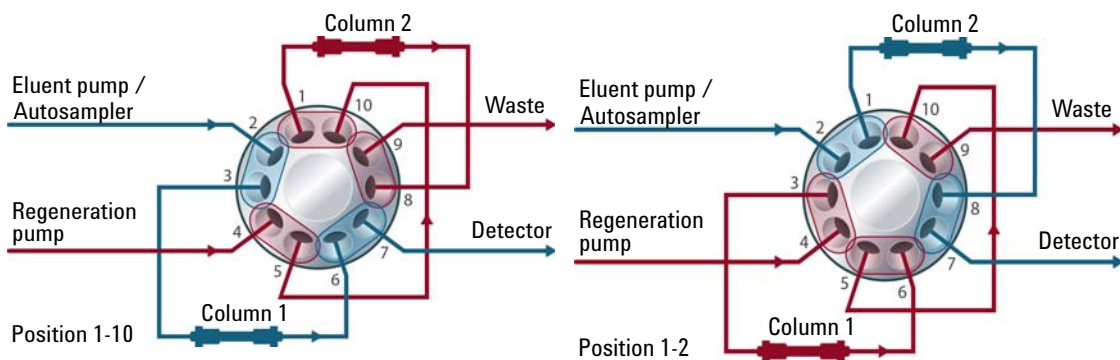 Column 2
Eluent pump /
Autosampler
1
10
2
9
3
8
4
7
5
6
Waste
Regeneration
pump
Detector
Column 1
Position 1-10
Column 2
Eluent pump /
Autosampler
1
10
2
9
3
8
4
7
5
6
Waste
Regeneration
pump
Detector
Column 1
Position 1-2